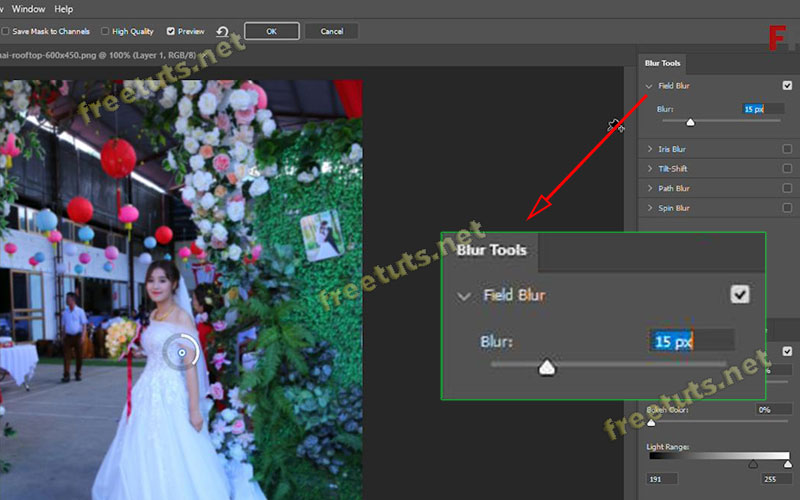 Window Help
Save Mask to Channels High Quality Preview OK Cancel
ai-rooftop-600x450.png @ 100% (Layer 1, RGB/8)
F
Blur Tools
Field Blur
Blur: 15 px
Iris Blur
Tilt-Shift
Path Blur
Spin Blur
Blur Tools
Field Blur
Blur: 15 px
Bokeh Color: 0%
Light Range:
191 255
freetuts.net
freetuts.net
freetuts.net